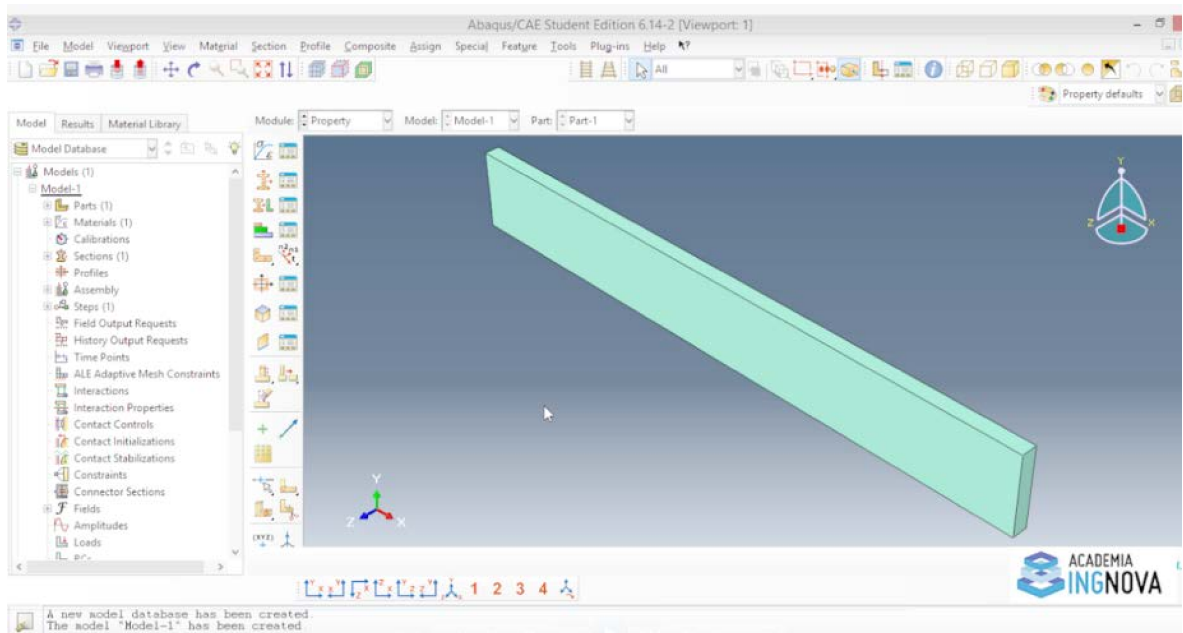 Abaqus/CAE Student Edition 6.14-2 [Viewport: 1]
File Model Viewport View Material Section Profile Composite Assign Special Feature Tools Plug-ins Help
All
Property defaults
Model Results Material Library
Module: Property Model: Model-1 Part: Part-1
Model Database
Models (1)
Model-1
Parts (1)
Materials (1)
Calibrations
Sections (1)
Profiles
Assembly
Steps (1)
Field Output Requests
History Output Requests
Time Points
ALE Adaptive Mesh Constraints
Interactions
Interaction Properties
Contact Controls
Contact Initializations
Contact Stabilizations
Constraints
Connector Sections
Fields
Amplitudes
Loads
BCs
(XYZ)
Y
Z X
Y
Z X
1 2 3 4
ACADEMIA
INGNOVA
A new model database has been created.
The model "Model-1" has been created.